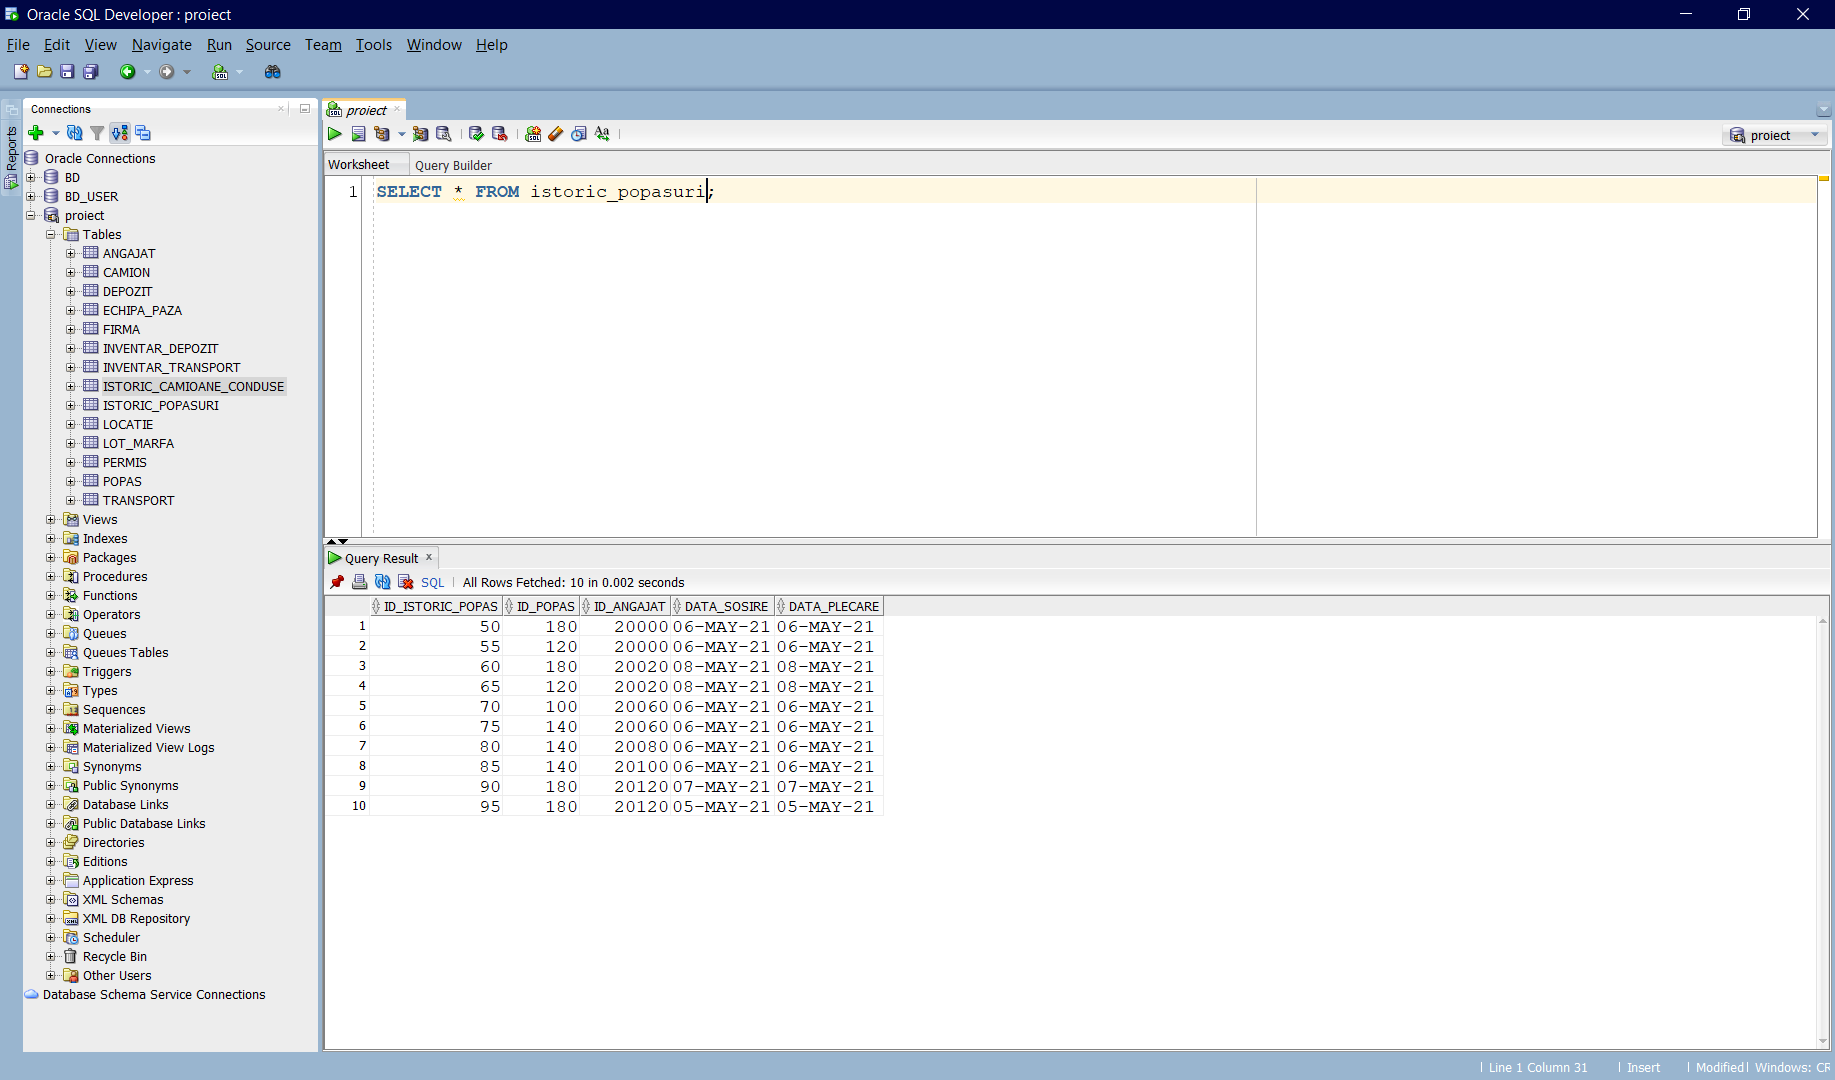 Oracle SQL Developer : proiect
File Edit View Navigate Run Source Team Tools Window Help
Reports
Connections
Oracle Connections
BD
BD_USER
proiect
Tables
ANGAJAT
CAMION
DEPOZIT
ECHIPA_PAZA
FIRMA
INVENTAR_DEPOZIT
INVENTAR_TRANSPORT
ISTORIC_CAMIOANE_CONDUSE
ISTORIC_POPASURI
LOCATIE
LOT_MARFA
PERMIS
POPAS
TRANSPORT
Views
Indexes
Packages
Procedures
Functions
Operators
Queues
Queues Tables
Triggers
Types
Sequences
Materialized Views
Materialized View Logs
Synonyms
Public Synonyms
Database Links
Public Database Links
Directories
Editions
Application Express
XML Schemas
XML DB Repository
Scheduler
Recycle Bin
Other Users
Database Schema Service Connections
proiect
proiect
Worksheet Query Builder
1 SELECT * FROM istoric_popasuri;
Query Result
SQL All Rows Fetched: 10 in 0.002 seconds
ID_ISTORIC_POPAS ID_POPAS ID_ANGAJAT DATA_SOSIRE DATA_PLECARE
1 50 180 20000 06-MAY-21 06-MAY-21
2 55 120 20000 06-MAY-21 06-MAY-21
3 60 180 20020 08-MAY-21 08-MAY-21
4 65 120 20020 08-MAY-21 08-MAY-21
5 70 100 20060 06-MAY-21 06-MAY-21
6 75 140 20060 06-MAY-21 06-MAY-21
7 80 140 20080 06-MAY-21 06-MAY-21
8 85 140 20100 06-MAY-21 06-MAY-21
9 90 180 20120 07-MAY-21 07-MAY-21
10 95 180 20120 05-MAY-21 05-MAY-21
Line 1 Column 31 Insert Modified Windows: CR